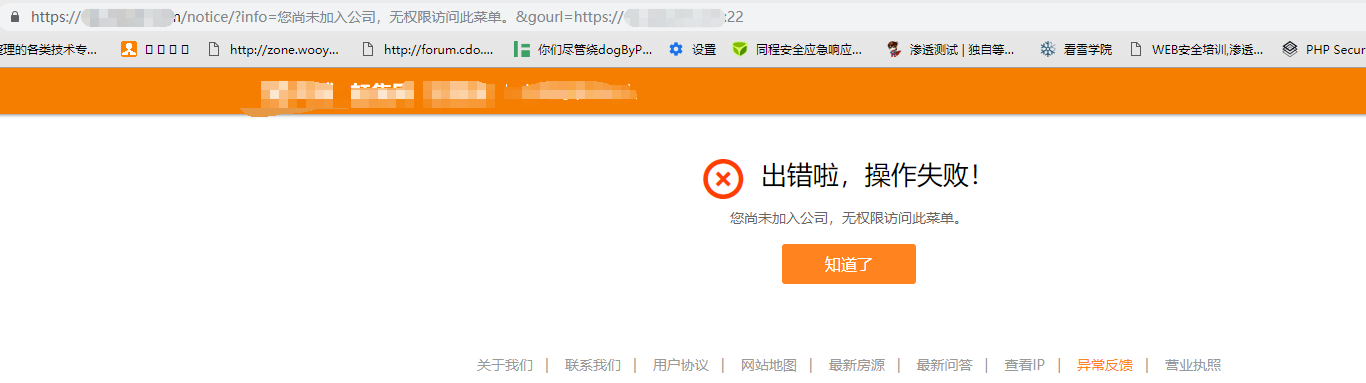 https:// /notice/?info=您尚未加入公司，无权限访问此菜单。&gourl=https:// :22
整理的各类技术专... http://zone.wooy... http://forum.cdo.... 你们尽管绕dogByP... 设置 同程安全应急响应... 渗透测试 | 独自等... 看雪学院 WEB安全培训,渗透... PHP Secur
出错啦，操作失败！
您尚未加入公司，无权限访问此菜单。
知道了
关于我们 | 联系我们 | 用户协议 | 网站地图 | 最新房源 | 最新问答 | 查看IP | 异常反馈 | 营业执照